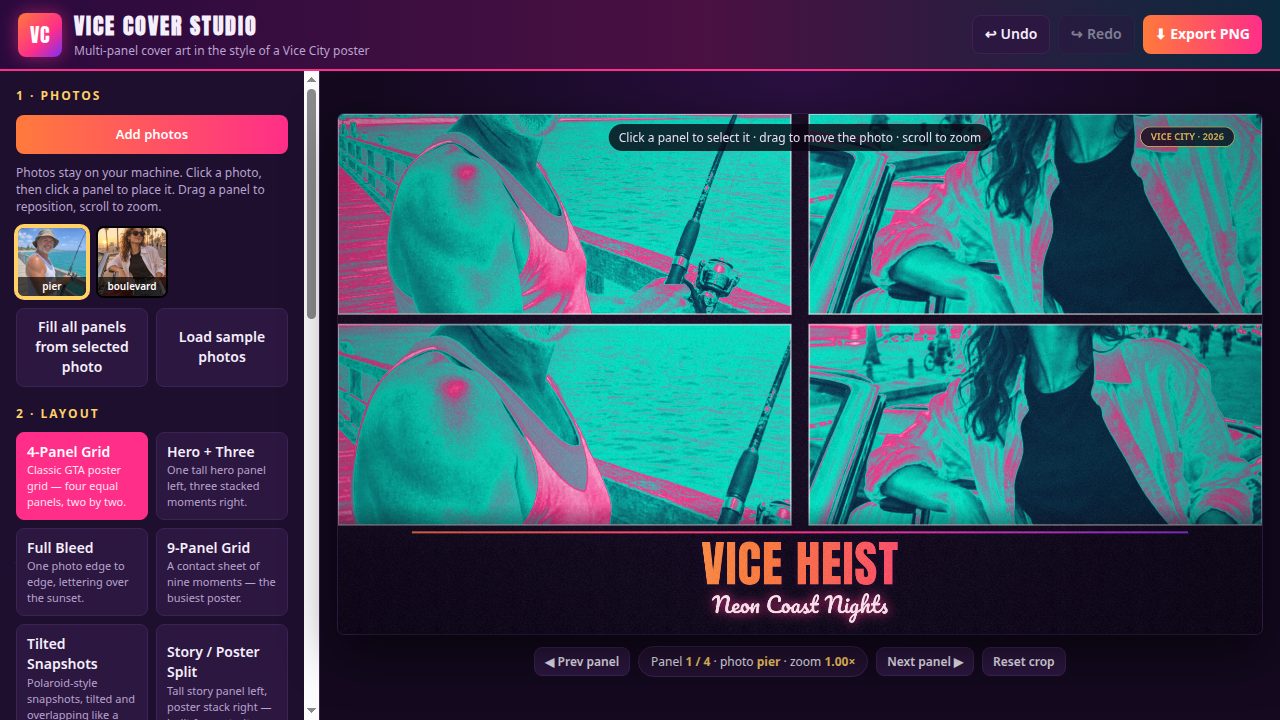 VC
VICE COVER STUDIO
Multi-panel cover art in the style of a Vice City poster
↩ Undo
↪ Redo
⬇ Export PNG
1 · PHOTOS
Add photos
Photos stay on your machine. Click a photo,
then click a panel to place it. Drag a panel to
reposition, scroll to zoom.
pier
boulevard
Fill all panels
from selected
photo
Load sample
photos
2 · LAYOUT
4-Panel Grid
Classic GTA poster
grid — four equal
panels, two by two.
Hero + Three
One tall hero panel
left, three stacked
moments right.
Full Bleed
One photo edge to
edge, lettering over
the sunset.
9-Panel Grid
A contact sheet of
nine moments — the
busiest poster.
Tilted
Snapshots
Polaroid-style
snapshots, tilted and
overlapping like a
Story / Poster
Split
Tall story panel left,
poster stack right —
Click a panel to select it · drag to move the photo · scroll to zoom
VICE CITY · 2026
VICE HEIST
Neon Coast Nights
◀ Prev panel
Panel 1 / 4 · photo pier · zoom 1.00×
Next panel ▶
Reset crop